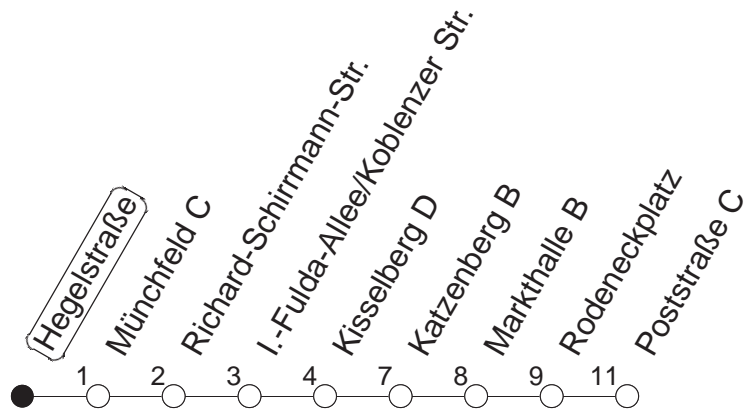 Hegelstraße
Münchfeld C
Richard-Schirrmann-Str.
I.-Fulda-Allee/Koblenzer Str.
Kisselberg D
Katzenberg B
Markthalle B
Rodeneckplatz
Poststraße C
1 2 3 4 7 8 9 11